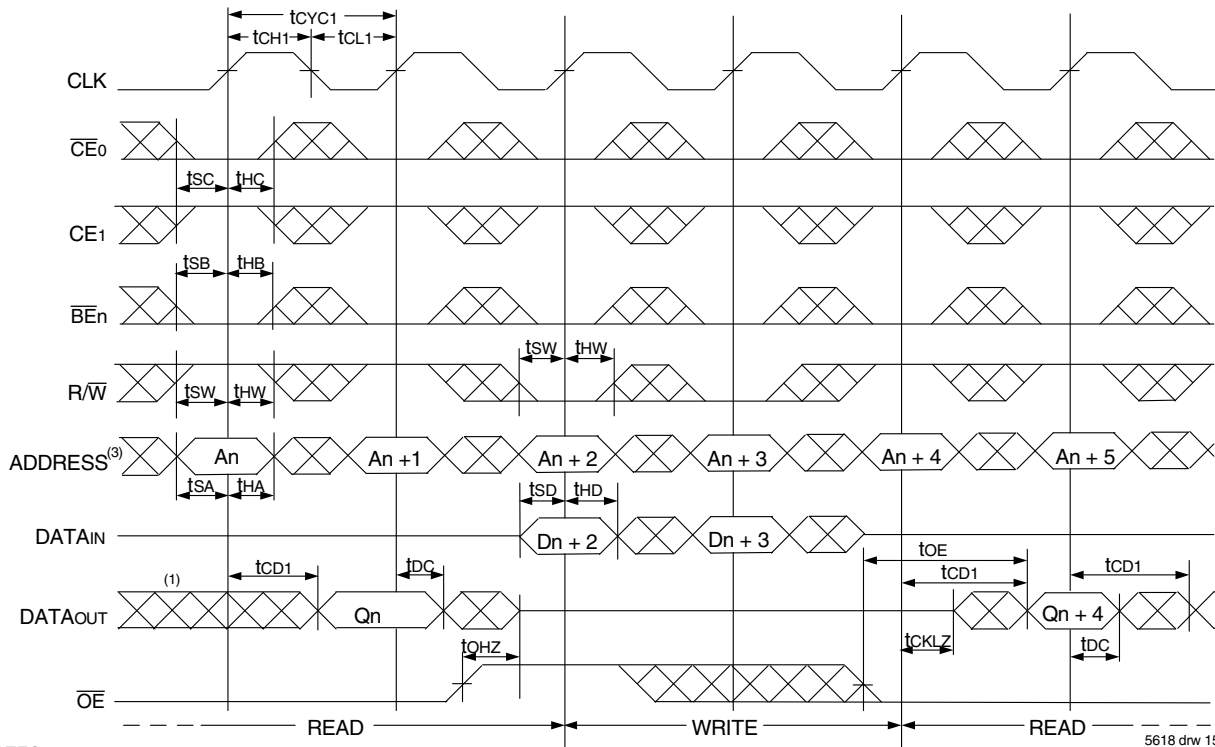 tCYC1
tCH1 tCL1
CLK
CE0
tSC tHC
CE1
tSB tHB
BEn
tSW tHW
R/W
tSW tHW
ADDRESS(3) An An +1 An + 2 An + 3 An + 4 An + 5
tSA tHA tSD tHD
DATAIN Dn + 2 Dn + 3
tOE
(1) tCD1 tDC tCD1 tCD1
DATAOUT Qn Qn + 4
tOHZ tCKLZ tDC
OE
READ WRITE READ
5618 drw 15